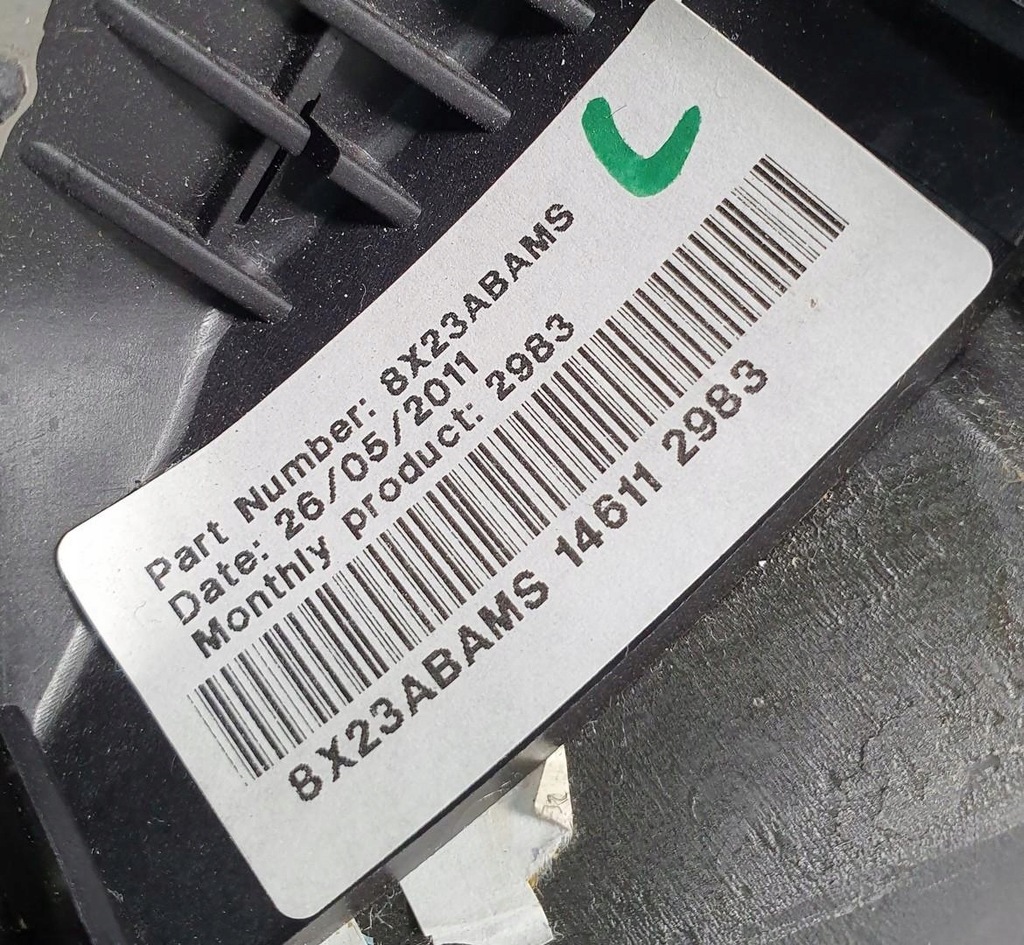 Part Number: 8X23ABAMS
Date: 26/05/2011
Monthly product: 2983
8X23ABAMS 14611 2983